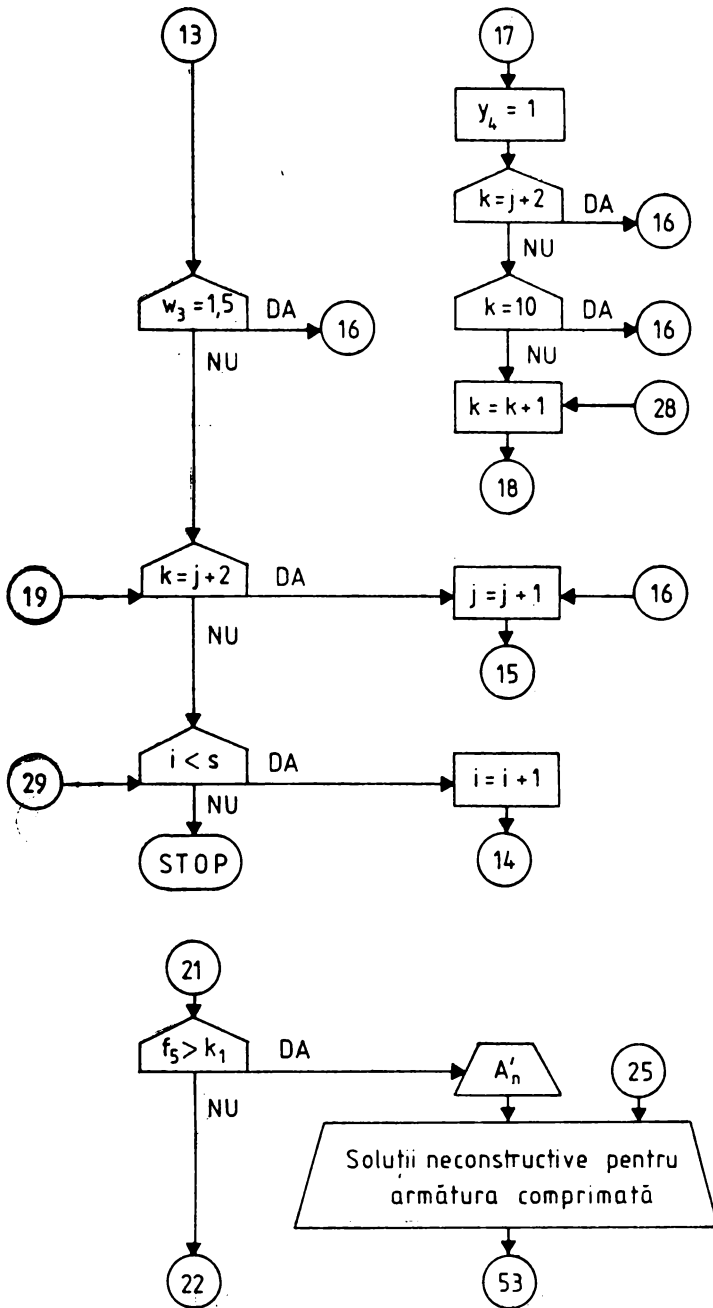 13
17
y₄ = 1
k = j + 2
DA
16
NU
w₃ = 1,5
DA
16
NU
k = 10
DA
16
NU
k = k + 1
28
18
19
k = j + 2
DA
NU
j = j + 1
16
15
29
i < s
DA
NU
i = i + 1
STOP
14
21
f₅ > k₁
DA
NU
A'ₙ
25
Soluții neconstructive pentru
armătura comprimată
22
53